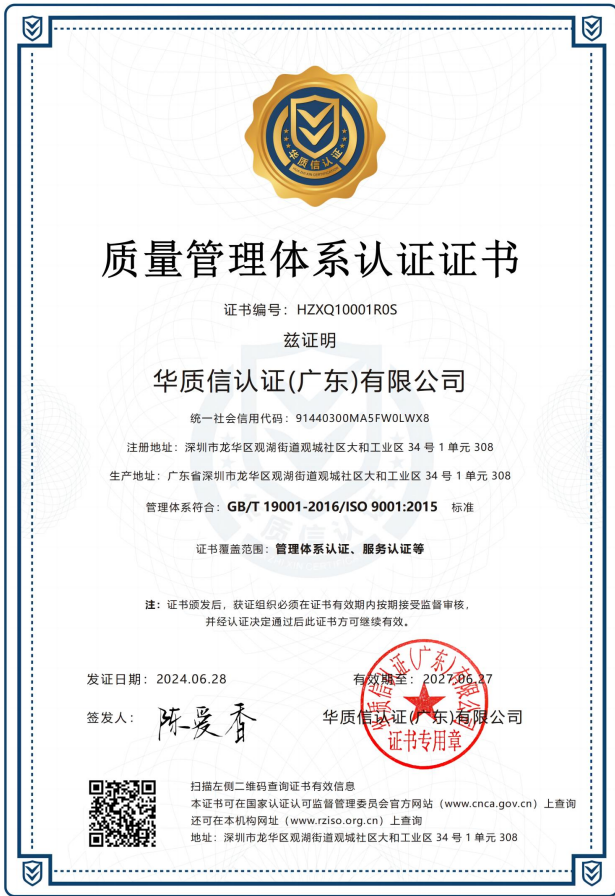 华质信认证
质量管理体系认证证书
证书编号：HZXQ10001R0S
兹证明
华质信认证(广东)有限公司
统一社会信用代码：91440300MA5FW0LWX8
注册地址：深圳市龙华区观湖街道观城社区大和工业区 34 号 1 单元 308
生产地址：广东省深圳市龙华区观湖街道观城社区大和工业区 34 号 1 单元 308
管理体系符合：GB/T 19001-2016/ISO 9001:2015 标准
证书覆盖范围：管理体系认证、服务认证等
注：证书颁发后，获证组织必须在证书有效期内按期接受监督审核，
并经认证决定通过后此证书方可继续有效。
发证日期：2024.06.28
有效期至：2027.06.27
签发人：陈爱香
华质信认证(广东)有限公司
华质信认证(广东)有限公司
证书专用章
扫描左侧二维码查询证书有效信息
本证书可在国家认证认可监督管理委员会官方网站（www.cnca.gov.cn）上查询
还可在本机构网址（www.rziso.org.cn）上查询
地址：深圳市龙华区观湖街道观城社区大和工业区 34 号 1 单元 308